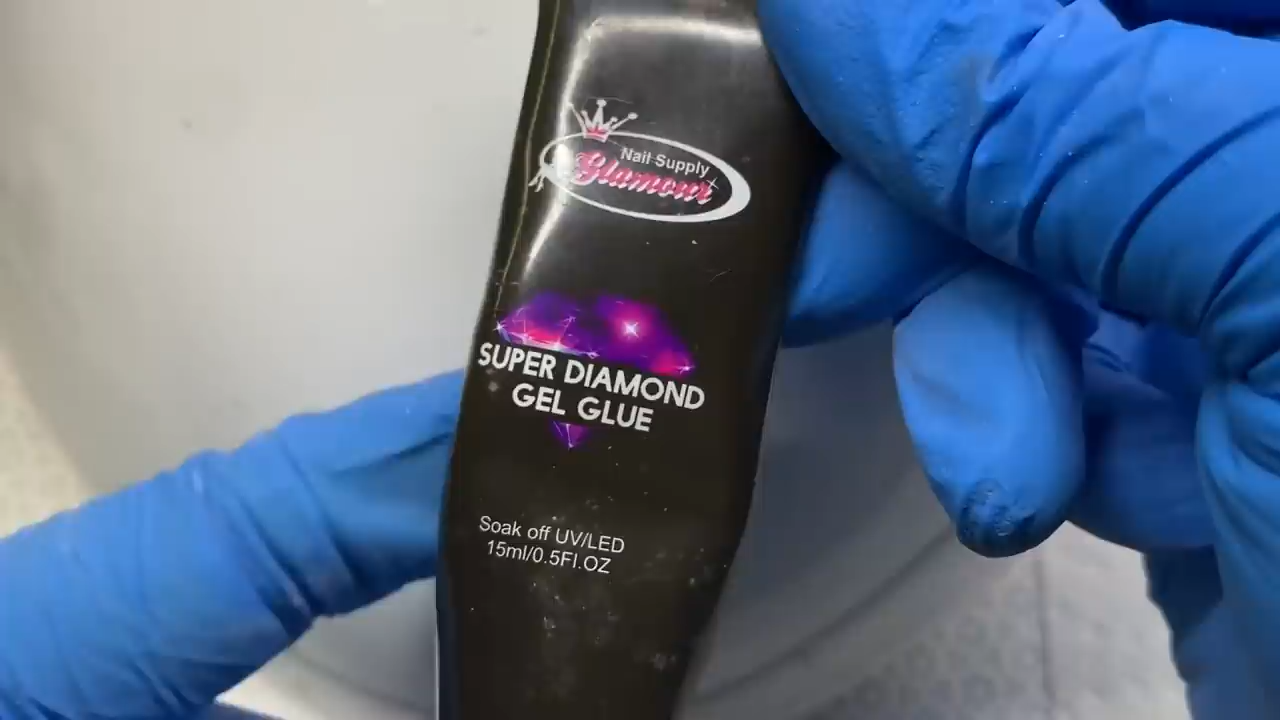 Nail Supply
Glamour
SUPER DIAMOND
GEL GLUE
Soak off UV/LED
15ml/0.5Fl.OZ